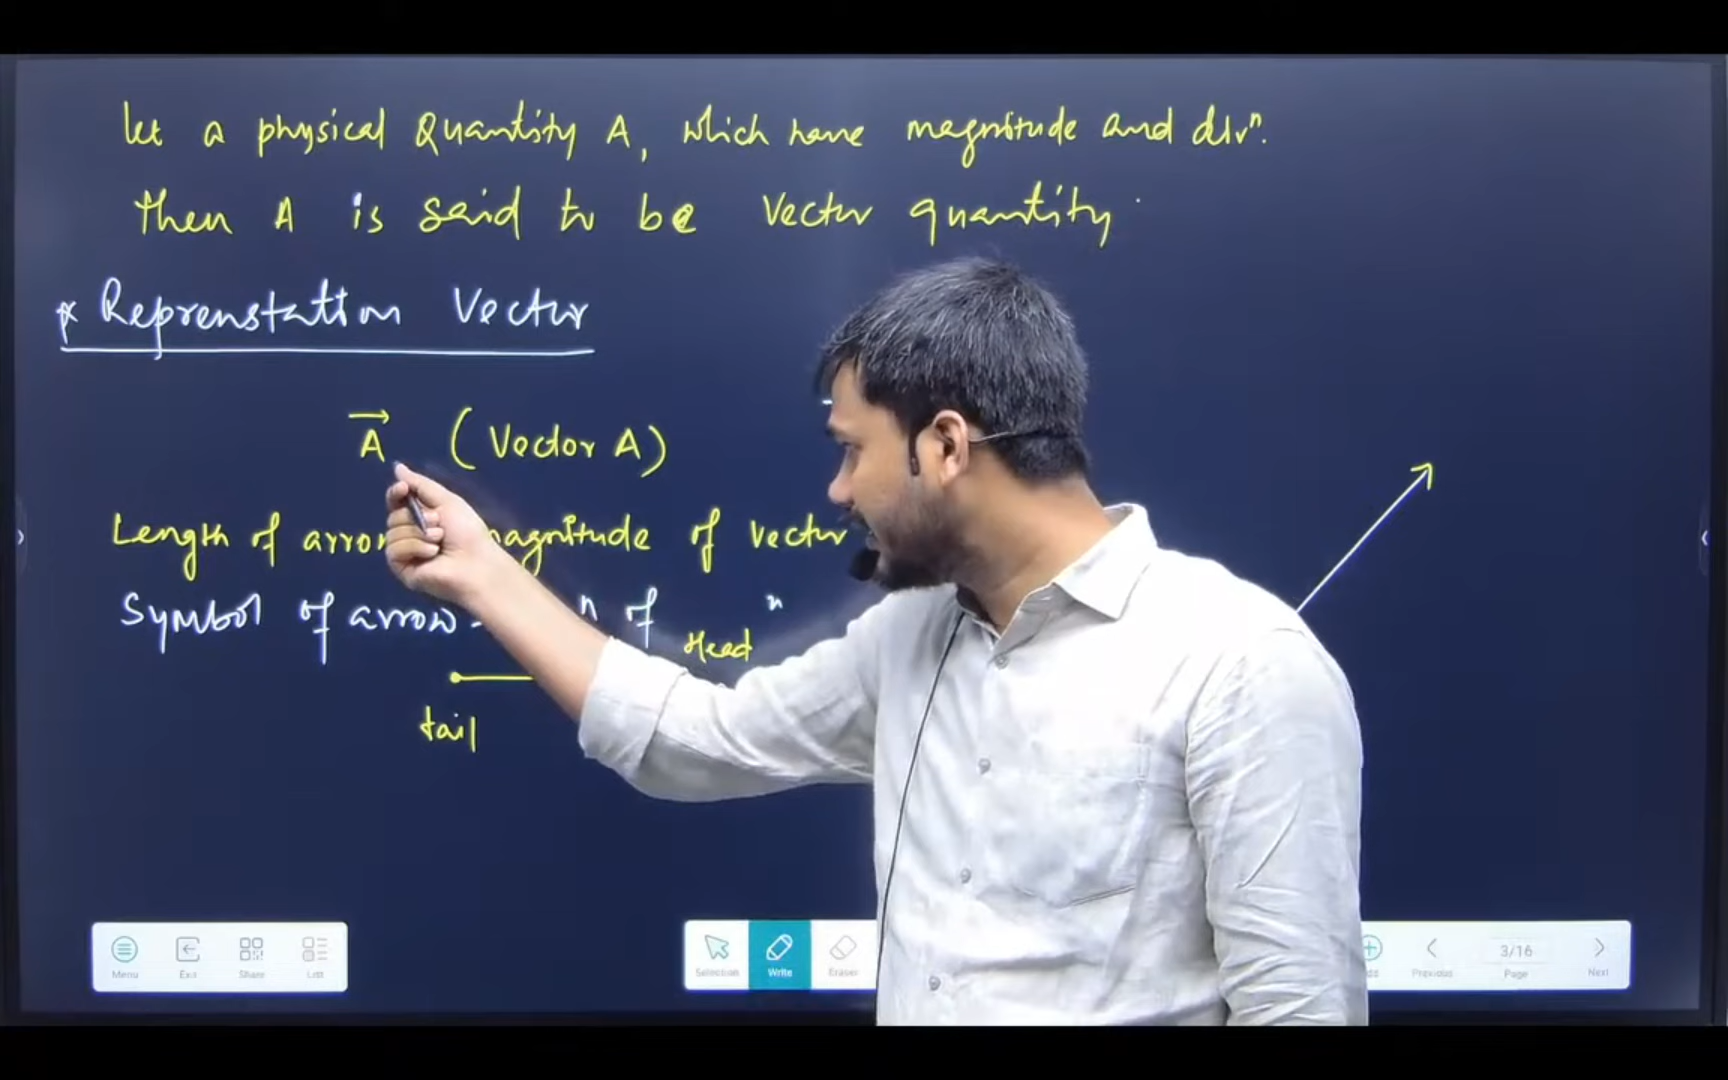 let a physical Quantity A, which have magnitude and dirⁿ.
Then A is said to be Vector quantity.
* Reprenstation Vector
A⃗ (Vector A)
Length of arrow magnitude of vector
Symbol of arrow - ⁿ of ⁿ
Head
tail
Menu Exit Share List
Selection Write Eraser
Previous 3/16 Page Next